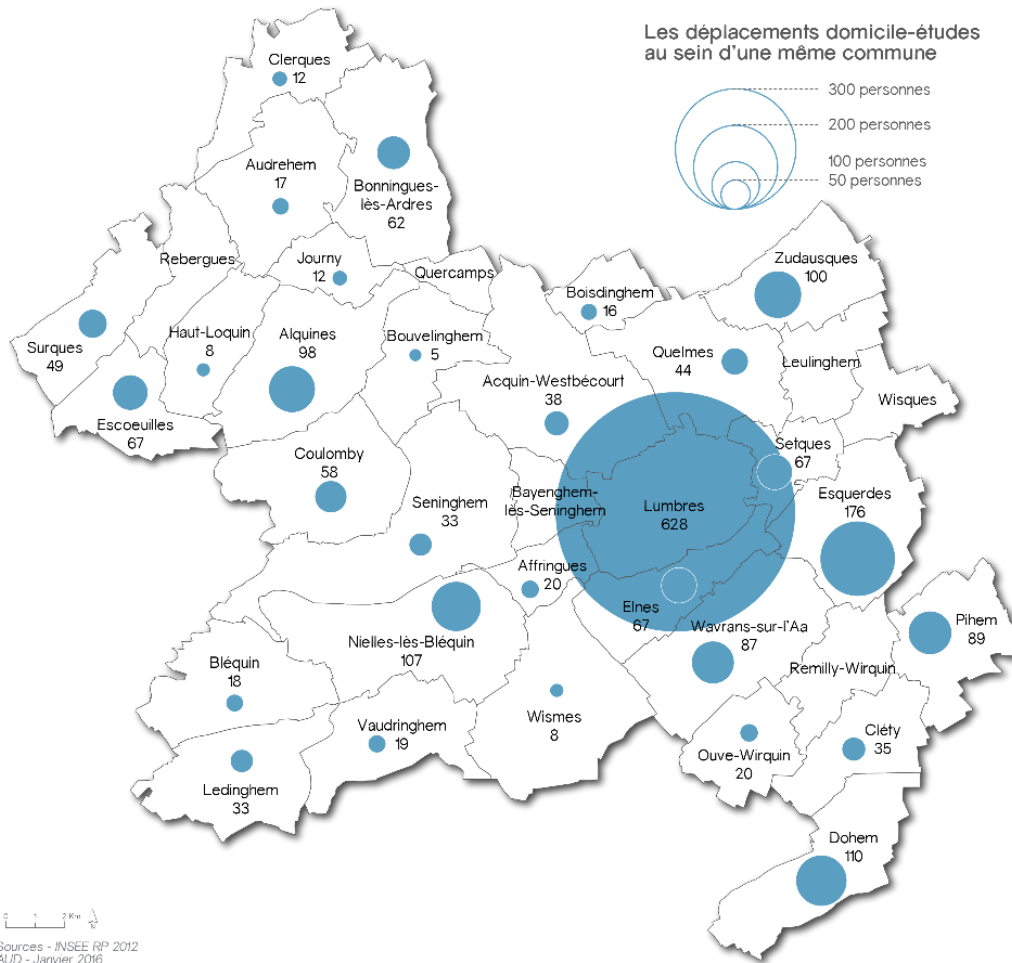 Les déplacements domicile-études
au sein d'une même commune
300 personnes
200 personnes
100 personnes
50 personnes
Clerques
12
Audrehem
17
Bonningues-
lès-Ardres
62
Rebergues
Journy
12
Quercamps
Zudausques
100
Boisdinghem
16
Surques
49
Haut-Loquin
8
Alquines
98
Bouvelinghem
5
Quelmes
44
Leulinghem
Wisques
Acquin-Westbécourt
38
Escoeuilles
67
Setques
67
Coulomby
58
Seninghem
33
Bayenghem-
lès-Seninghem
Lumbres
628
Esquerdes
176
Affringues
20
Elnes
67
Wavrans-sur-l'Aa
87
Pihem
89
Nielles-lès-Bléquin
107
Remilly-Wirquin
Bléquin
18
Vaudringhem
19
Wismes
8
Ouve-Wirquin
20
Cléty
35
Ledinghem
33
Dohem
110
0 1 2 Km
N
Sources - INSEE RP 2012
AUD - Janvier 2016